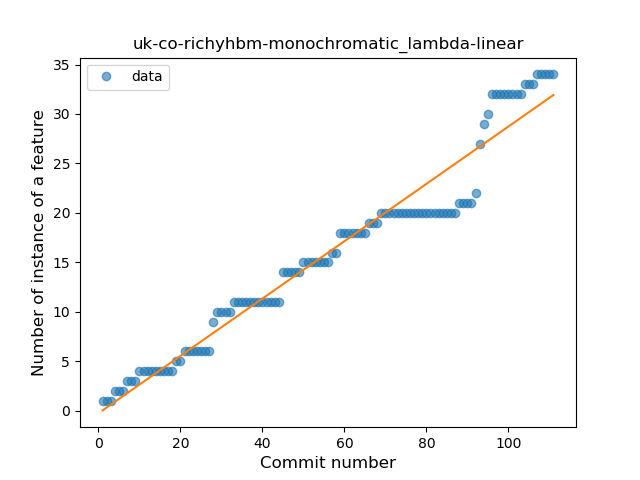 uk-co-richyhbm-monochromatic_lambda-linear
data
Number of instance of a feature
35
30
25
20
15
10
5
0
0 20 40 60 80 100
Commit number